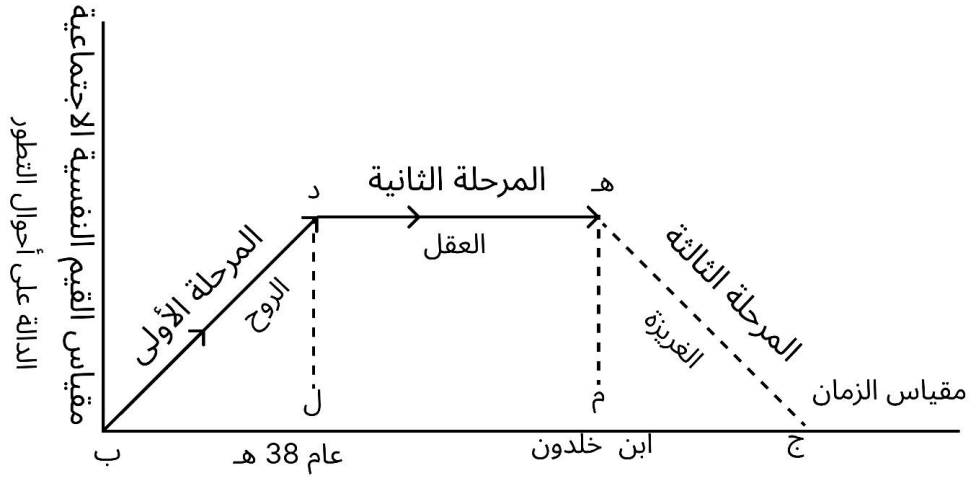 مقياس القيم النفسية الاجتماعية
الدالة على أحوال التطور
المرحلة الأولى
الروح
د
المرحلة الثانية
العقل
هـ
المرحلة الثالثة
الغريزة
مقياس الزمان
ل
م
ب
عام 38 هـ
ابن خلدون
ج